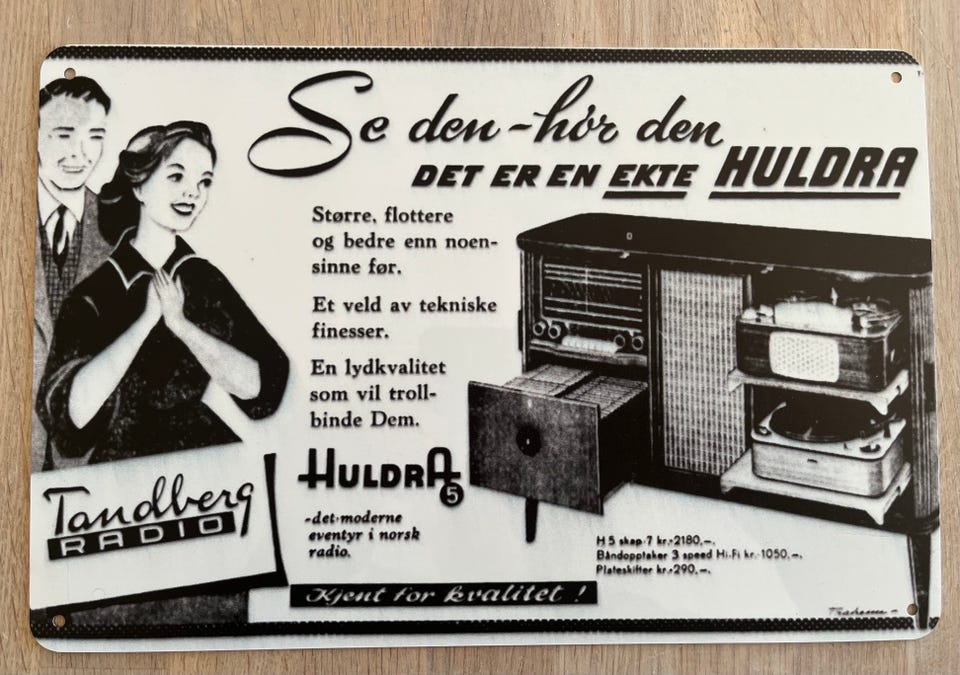 Se den - hør den
DET ER EN EKTE HULDRA
Større, flottere
og bedre enn noen-
sinne før.
Et veld av tekniske
finesser.
En lydkvalitet
som vil troll-
binde Dem.
HULDRA 5
-det moderne
eventyr i norsk
radio.
Tandberg
RADIO
H 5 skap 7 kr. 2180,-.
Båndopptaker 3 speed Hi-Fi kr. 1050,-.
Plateskifter kr. 290,-.
Kjent for kvalitet !